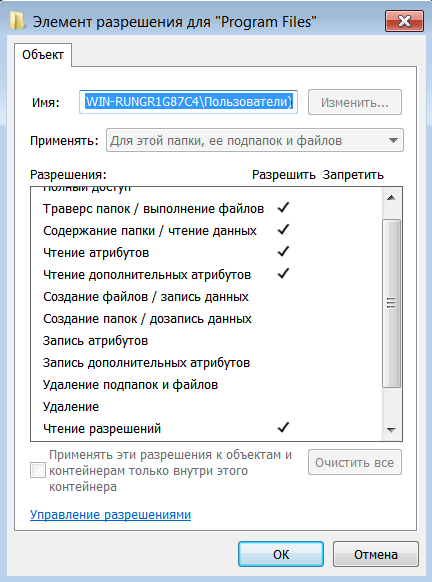 Элемент разрешения для "Program Files"
Объект
Имя: WIN-RUNGR1G87C4\Пользователи) Изменить...
Применять: Для этой папки, ее подпапок и файлов
Разрешения: Разрешить Запретить
Полный доступ
Траверс папок / выполнение файлов
Содержание папки / чтение данных
Чтение атрибутов
Чтение дополнительных атрибутов
Создание файлов / запись данных
Создание папок / дозапись данных
Запись атрибутов
Запись дополнительных атрибутов
Удаление подпапок и файлов
Удаление
Чтение разрешений
Применять эти разрешения к объектам и
контейнерам только внутри этого
контейнера
Очистить все
Управление разрешениями
ОК Отмена